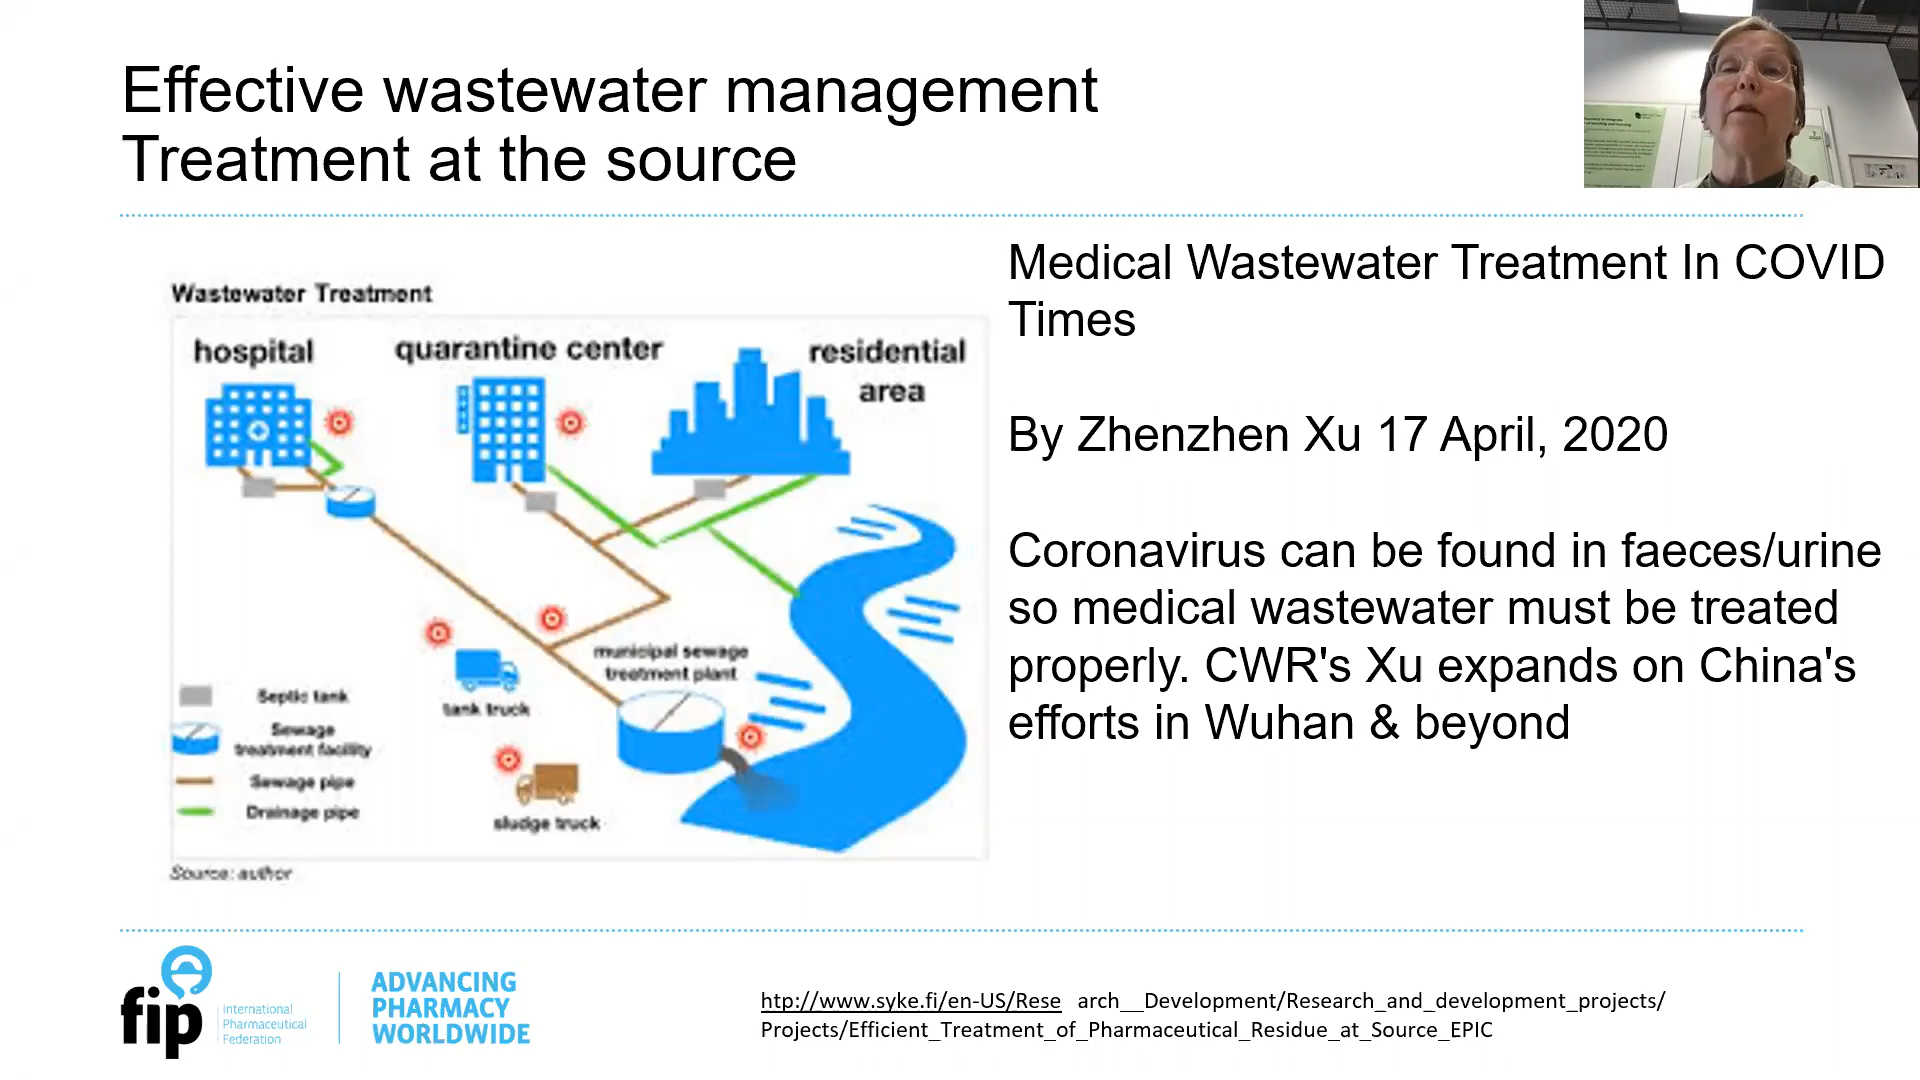 Effective wastewater management
Treatment at the source
Medical Wastewater Treatment In COVID
Times
By Zhenzhen Xu 17 April, 2020
Coronavirus can be found in faeces/urine
so medical wastewater must be treated
properly. CWR's Xu expands on China's
efforts in Wuhan & beyond
Wastewater Treatment
hospital
quarantine center
residential
area
municipal sewage
treatment plant
tank truck
sludge truck
Septic tank
Sewage
treatment facility
Sewage pipe
Drainage pipe
Source: author
fip
International
Pharmaceutical
Federation
ADVANCING
PHARMACY
WORLDWIDE
htp://www.syke.fi/en-US/Rese arch__Development/Research_and_development_projects/
Projects/Efficient_Treatment_of_Pharmaceutical_Residue_at_Source_EPIC